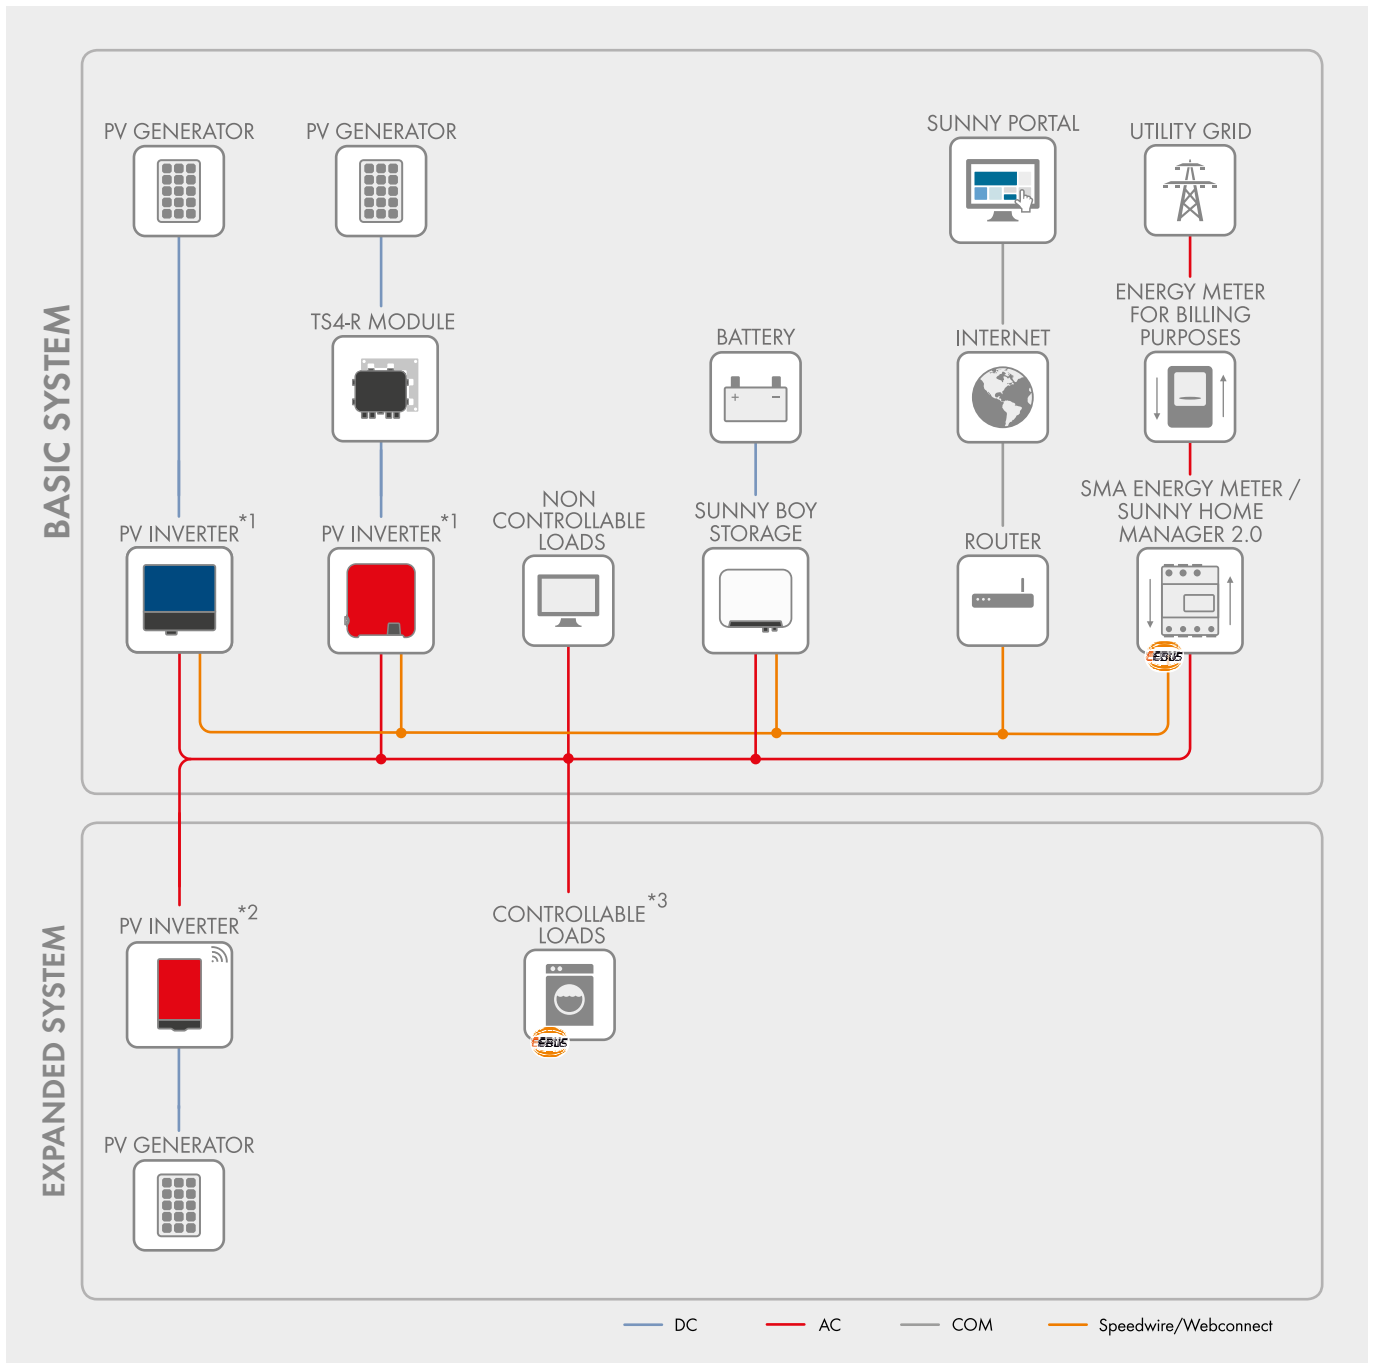 BASIC SYSTEM
PV GENERATOR
PV GENERATOR
SUNNY PORTAL
UTILITY GRID
TS4-R MODULE
BATTERY
INTERNET
ENERGY METER
FOR BILLING
PURPOSES
PV INVERTER*1
PV INVERTER*1
NON
CONTROLLABLE
LOADS
SUNNY BOY
STORAGE
ROUTER
SMA ENERGY METER /
SUNNY HOME
MANAGER 2.0
+ −
EEBUS
EXPANDED SYSTEM
PV INVERTER*2
CONTROLLABLE*3
LOADS
EEBUS
PV GENERATOR
DC
AC
COM
Speedwire/Webconnect